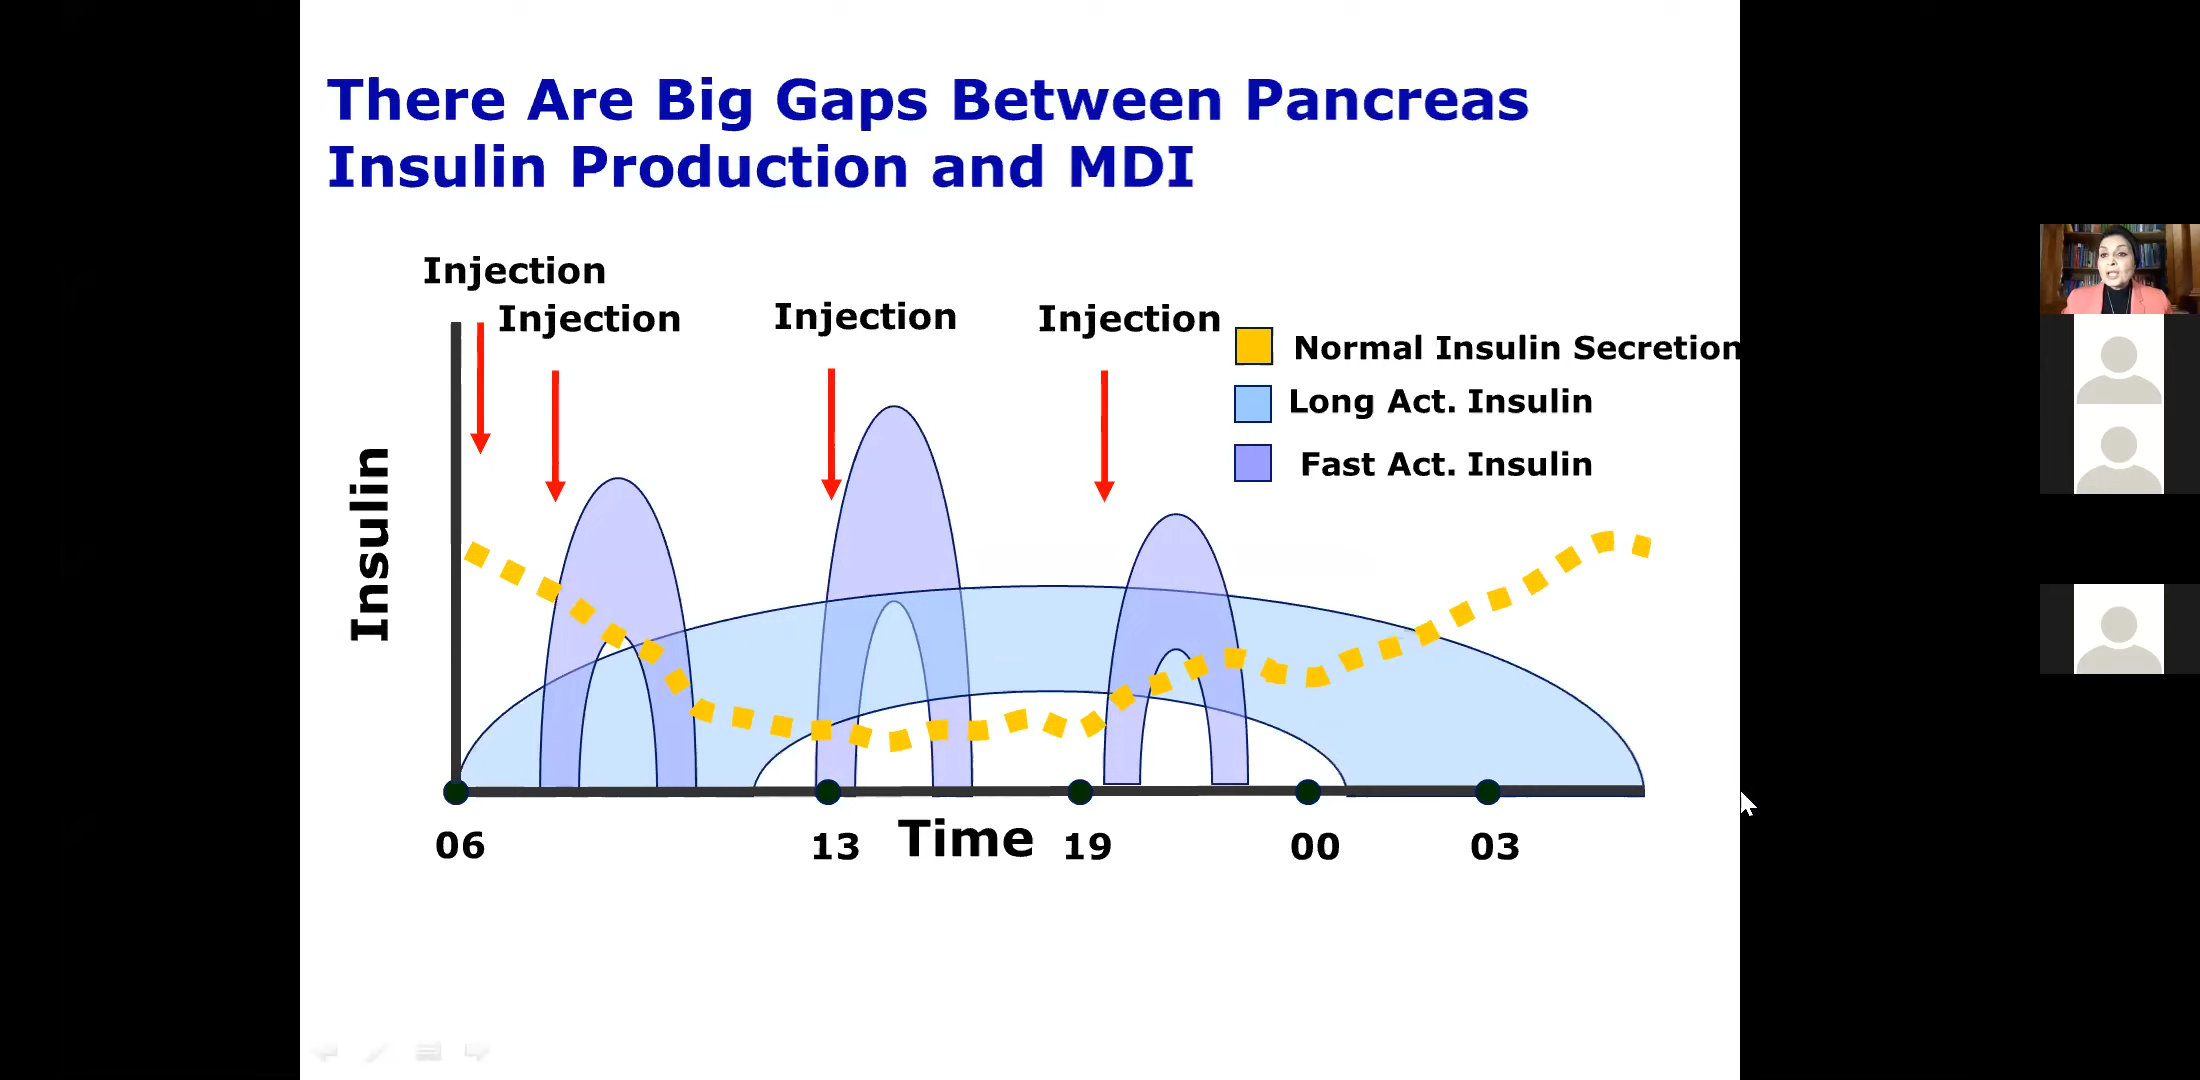 There Are Big Gaps Between Pancreas
Insulin Production and MDI
Injection
Injection
Injection
Injection
Normal Insulin Secretion
Long Act. Insulin
Fast Act. Insulin
Insulin
06
13
Time
19
00
03